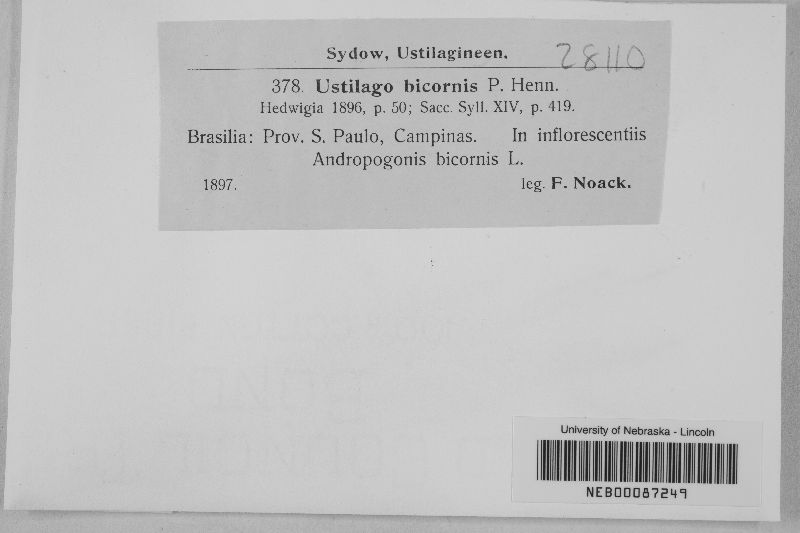 Sydow, Ustilagineen. 28110
378. Ustilago bicornis P. Henn.
Hedwigia 1896, p. 50; Sacc. Syll. XIV, p. 419.
Brasilia: Prov. S. Paulo, Campinas. In inflorescentiis
Andropogonis bicornis L.
1897. leg. F. Noack.
University of Nebraska - Lincoln
NEB00087249